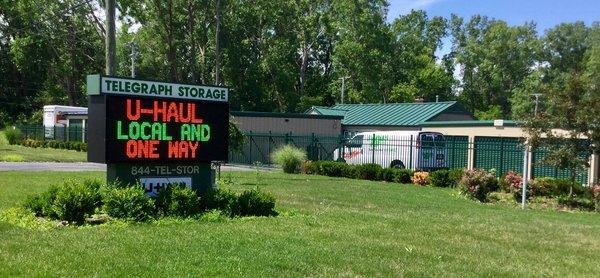 TELEGRAPH STORAGE
U-HAUL
LOCAL AND
ONE WAY
844-TEL-STOR
U-HAUL